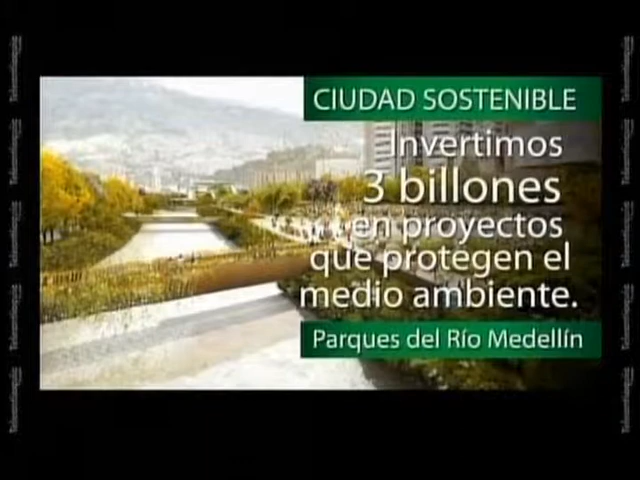 CIUDAD SOSTENIBLE
Invertimos
3 billones
en proyectos
que protegen el
medio ambiente.
Parques del Río Medellín